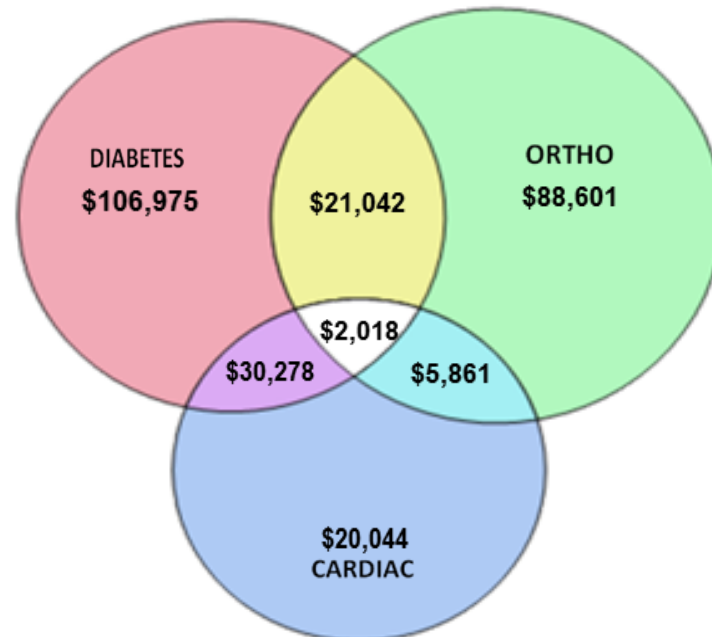 DIABETES
$106,975
ORTHO
$88,601
$21,042
$2,018
$30,278
$5,861
$20,044
CARDIAC